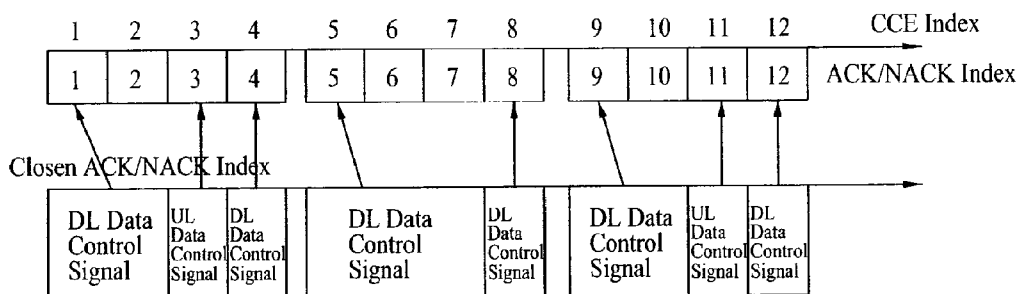 1 2 3 4 5 6 7 8 9 10 11 12 CCE Index
1 2 3 4 5 6 7 8 9 10 11 12 ACK/NACK Index
Closen ACK/NACK Index
DL Data
Control
Signal
UL
Data
Control
Signal
DL
Data
Control
Signal
DL Data
Control
Signal
DL
Data
Control
Signal
DL Data
Control
Signal
UL
Data
Control
Signal
DL
Data
Control
Signal